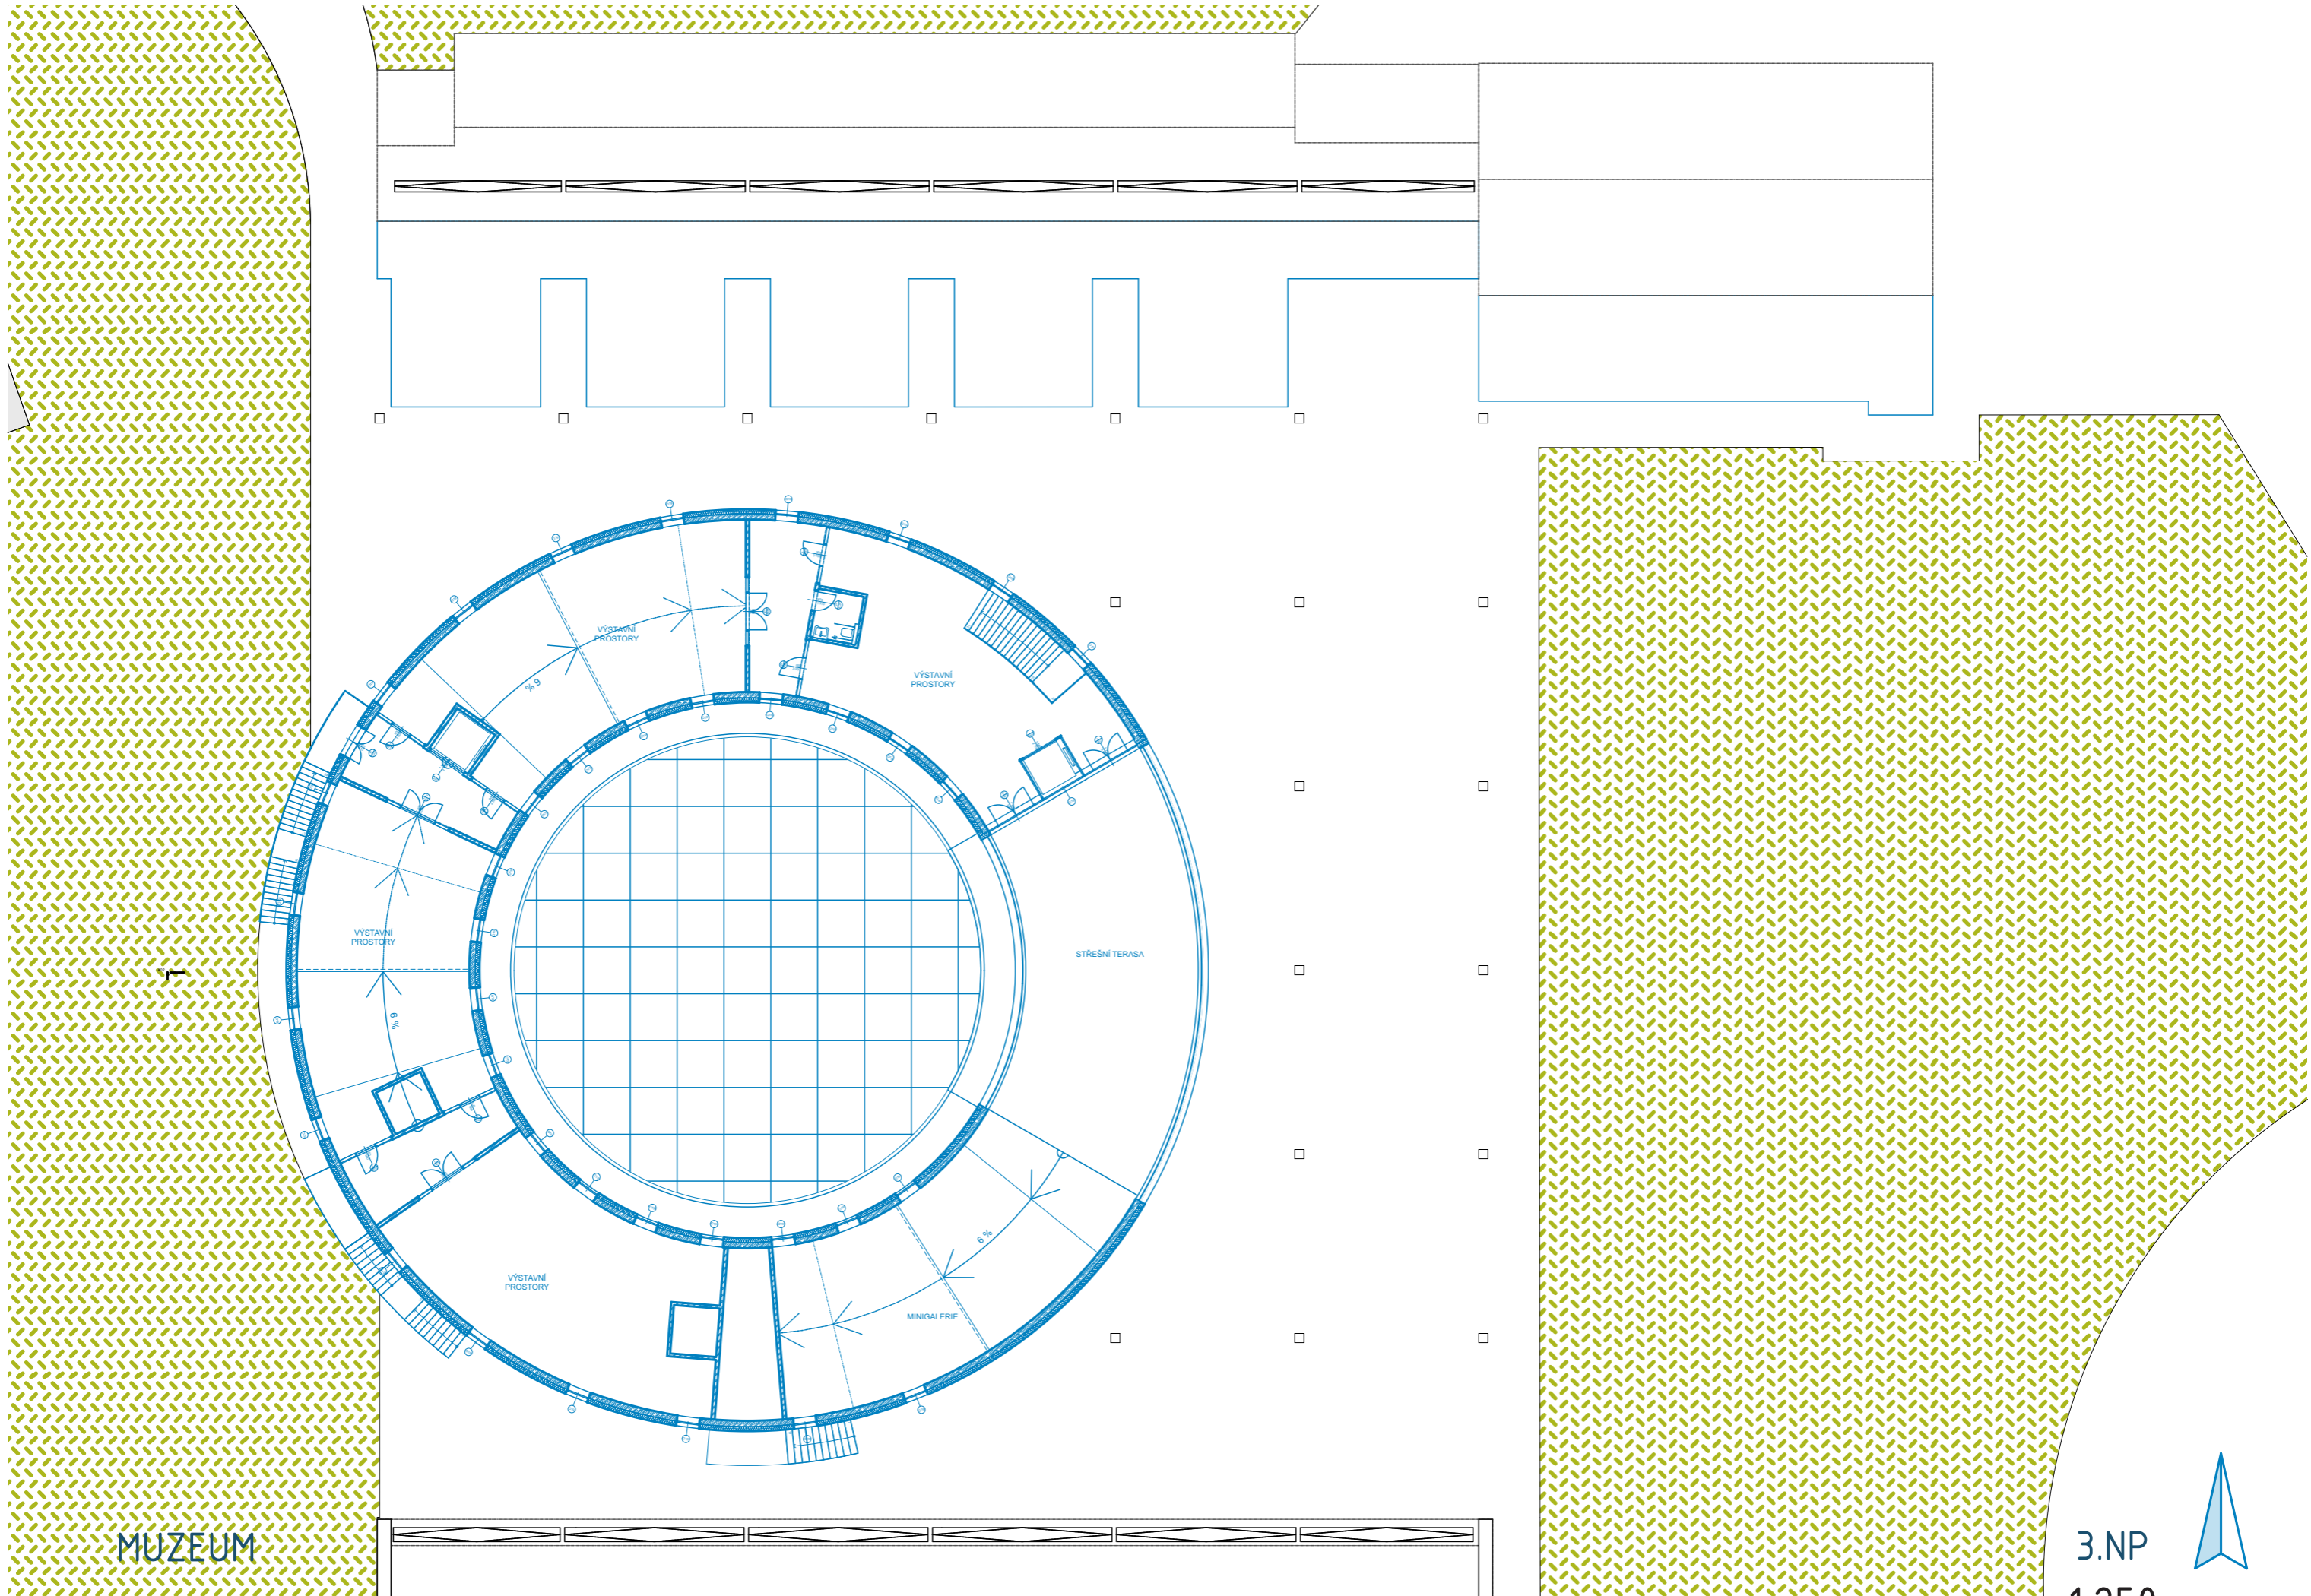 VÝSTAVNÍ
PROSTORY
6%
VÝSTAVNÍ
PROSTORY
VÝSTAVNÍ
PROSTORY
STŘEŠNÍ TERASA
6 %
VÝSTAVNÍ
PROSTORY
6 %
MINIGALERIE
MUZEUM
3.NP